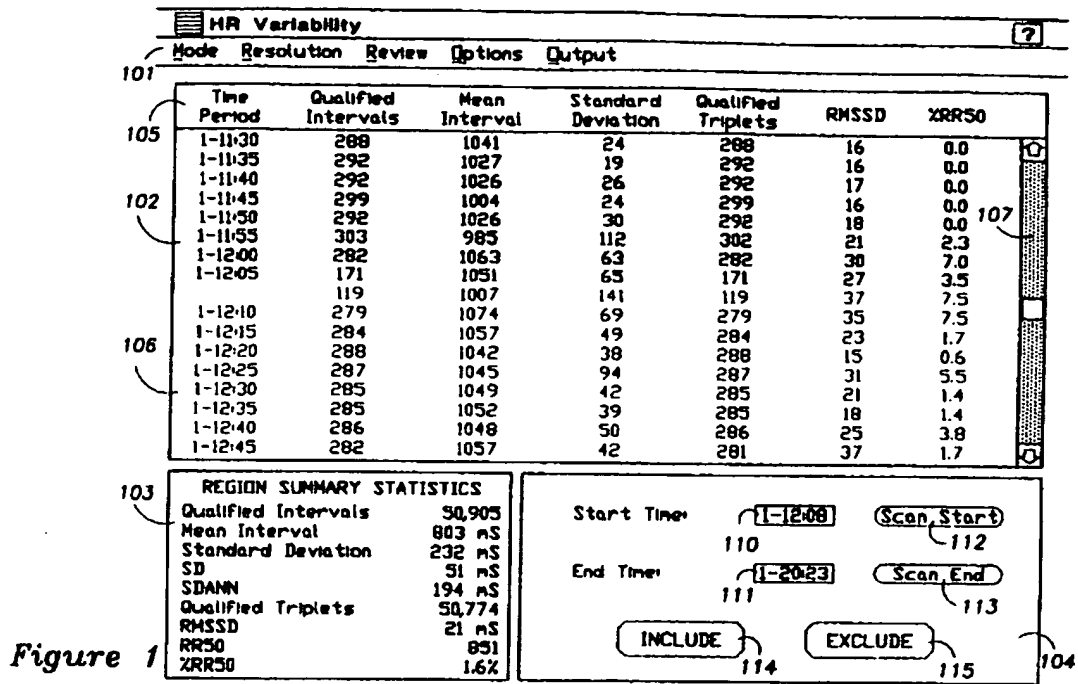 HR Variability ?
Mode Resolution Review Options Output
101
Time Period Qualified Intervals Mean Interval Standard Deviation Qualified Triplets RMSSD %RR50
105
1-11:30 288 1041 24 288 16 0.0
1-11:35 292 1027 19 292 16 0.0
1-11:40 292 1026 26 292 17 0.0
1-11:45 299 1004 24 299 16 0.0
102
1-11:50 292 1026 30 292 18 0.0
107
1-11:55 303 985 112 302 21 2.3
1-12:00 282 1063 63 282 30 7.0
1-12:05 171 1051 65 171 27 3.5
119 1007 141 119 37 7.5
1-12:10 279 1074 69 279 35 7.5
1-12:15 284 1057 49 284 23 1.7
106
1-12:20 288 1042 38 288 15 0.6
1-12:25 287 1045 94 287 31 5.5
1-12:30 285 1049 42 285 21 1.4
1-12:35 285 1052 39 285 18 1.4
1-12:40 286 1048 50 286 25 3.8
1-12:45 282 1057 42 281 37 1.7
103
REGION SUMMARY STATISTICS
Qualified Intervals 50,905
Mean Interval 803 mS
Standard Deviation 232 mS
SD 51 mS
SDANN 194 mS
Qualified Triplets 50,774
RMSSD 21 mS
RR50 851
%RR50 1.6%
Start Time: 1-12:08 Scan Start
110 112
End Time: 1-20:23 Scan End
111 113
INCLUDE EXCLUDE
114 115 104
Figure 1